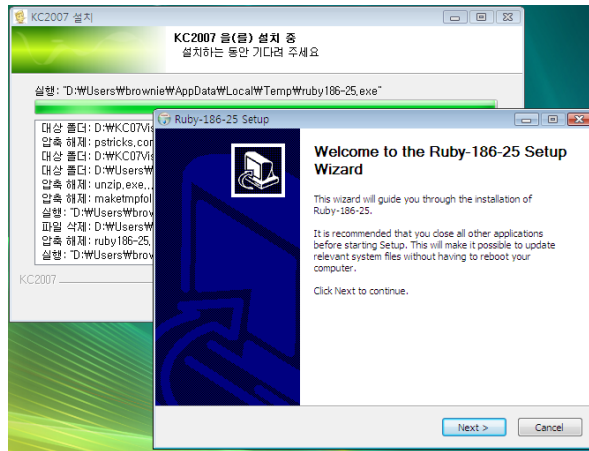 KC2007 설치
KC2007 을(를) 설치 중
설치하는 동안 기다려 주세요
실행: "D:₩Users₩brownie₩AppData₩Local₩Temp₩ruby186-25,exe"
대상 폴더: D:₩KC07Vis
압축 해제: pstricks,con
대상 폴더: D:₩KC07Vis
대상 폴더: D:₩Users₩
압축 해제: unzip,exe,,,
압축 해제: maketmpfol
실행: "D:₩Users₩brov
파일 삭제: D:₩Users₩
압축 해제: ruby186-25,
실행: "D:₩Users₩brov
KC2007
Ruby-186-25 Setup
Welcome to the Ruby-186-25 Setup
Wizard
This wizard will guide you through the installation of
Ruby-186-25.
It is recommended that you close all other applications
before starting Setup. This will make it possible to update
relevant system files without having to reboot your
computer.
Click Next to continue.
Next >
Cancel